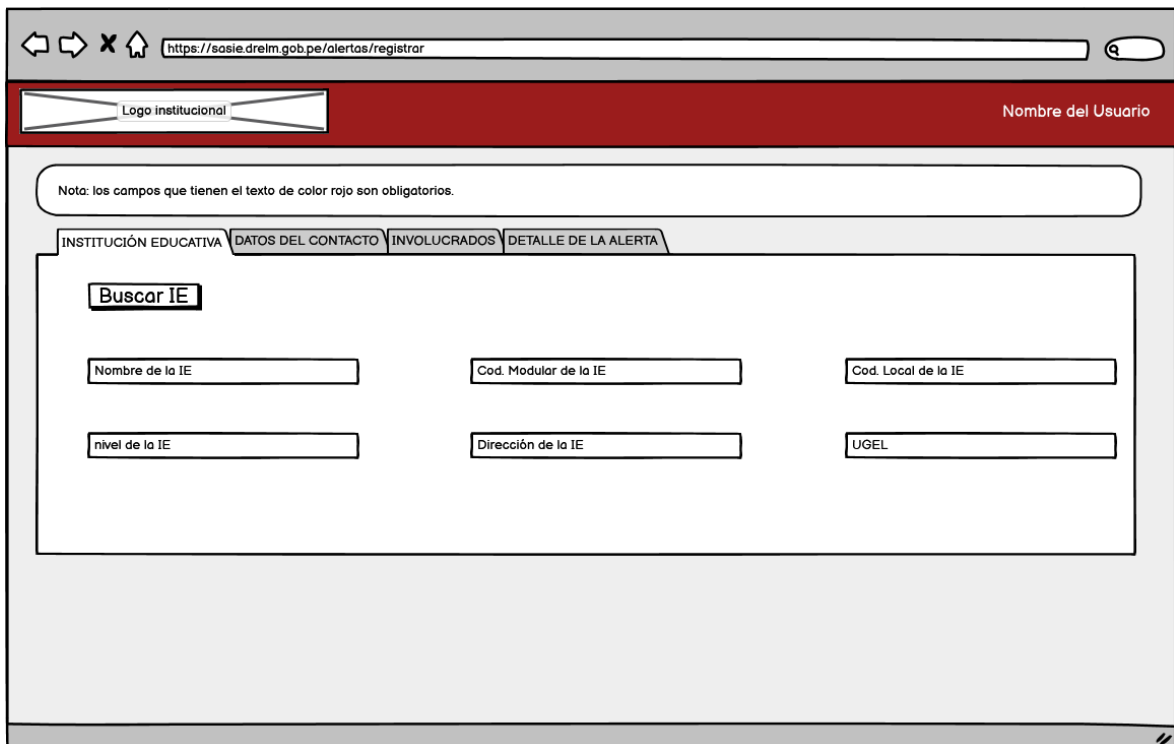 https://sasie.drelm.gob.pe/alertas/registrar
Logo institucional
Nombre del Usuario
Nota: los campos que tienen el texto de color rojo son obligatorios.
INSTITUCIÓN EDUCATIVA DATOS DEL CONTACTO INVOLUCRADOS DETALLE DE LA ALERTA
Buscar IE
Nombre de la IE
Cod. Modular de la IE
Cod. Local de la IE
nivel de la IE
Dirección de la IE
UGEL